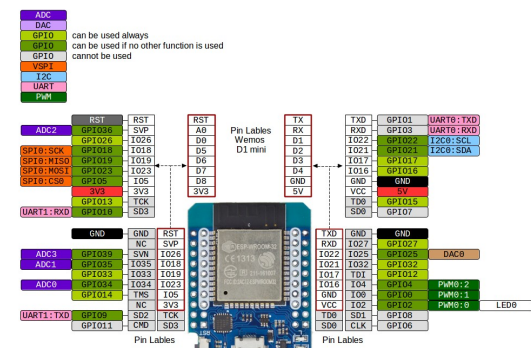 ADC
DAC
GPIO can be used always
GPIO can be used if no other function is used
GPIO cannot be used
VSPI
I2C
UART
PWM
RST RST RST TX TXD GPIO1 UART0:TXD
ADC2 GPIO36 SVP A0 RX RXD GPIO3 UART0:RXD
GPIO26 IO26 D0 D1 IO22 GPIO22 I2C0:SCL
SPI0:SCK GPIO18 IO18 D5 D2 IO21 GPIO21 I2C0:SDA
SPI0:MISO GPIO19 IO19 D6 D3 IO17 GPIO17
SPI0:MOSI GPIO23 IO23 D7 D4 IO16 GPIO16
SPI0:CS0 GPIO5 IO5 D8 GND GND GND
3V3 3V3 3V3 5V VCC 5V
GPIO13 TCK TD0 GPIO15
UART1:RXD GPIO10 SD3 SD0 GPIO7
Pin Lables
Wemos
D1 mini
GND GND RST TXD GND GND
NC SVP RXD IO27 GPIO27
ADC3 GPIO39 SVN IO26 IO22 IO25 GPIO25 DAC0
ADC1 GPIO35 IO35 IO18 IO21 IO32 GPIO32
GPIO33 IO33 IO19 IO17 TDI GPIO12
ADC0 GPIO34 IO34 IO23 IO16 IO4 GPIO4 PWM0:2
GPIO14 TMS IO5 GND IO0 GPIO0 PWM0:1
NC 3V3 VCC IO2 GPIO2 PWM0:0 LED0
UART1:TXD GPIO9 SD2 TCK TD0 SD1 GPIO8
GPIO11 CMD SD3 SD0 CLK GPIO6
Pin Lables Pin Lables
ESP-WROOM-32
RST